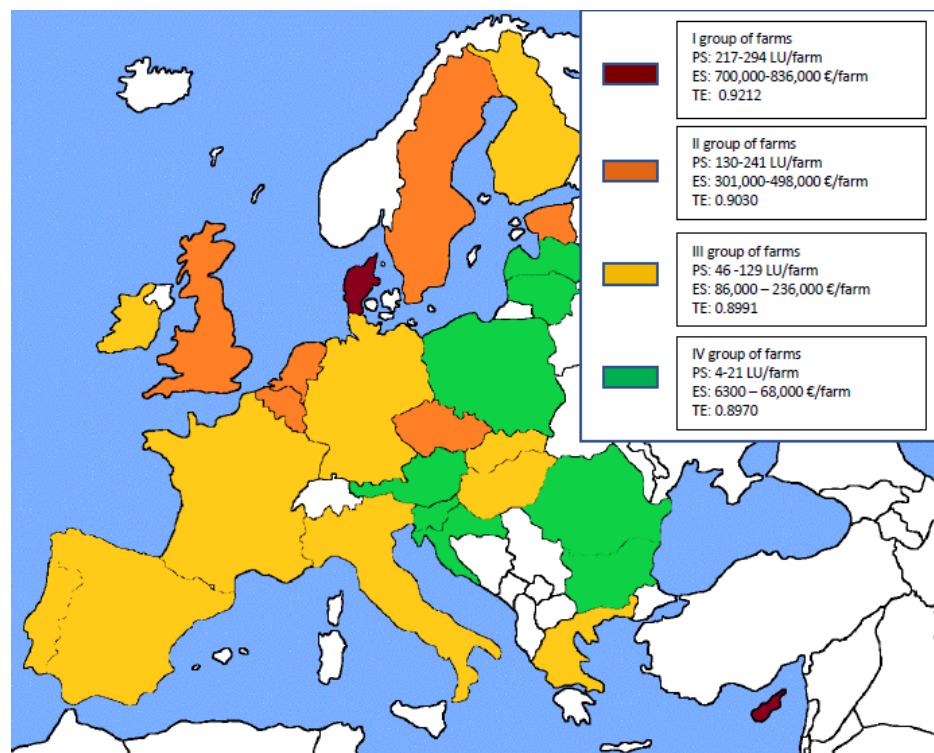 I group of farms
PS: 217-294 LU/farm
ES: 700,000-836,000 €/farm
TE: 0.9212
II group of farms
PS: 130-241 LU/farm
ES: 301,000-498,000 €/farm
TE: 0.9030
III group of farms
PS: 46 -129 LU/farm
ES: 86,000 – 236,000 €/farm
TE: 0.8991
IV group of farms
PS: 4-21 LU/farm
ES: 6300 – 68,000 €/farm
TE: 0.8970